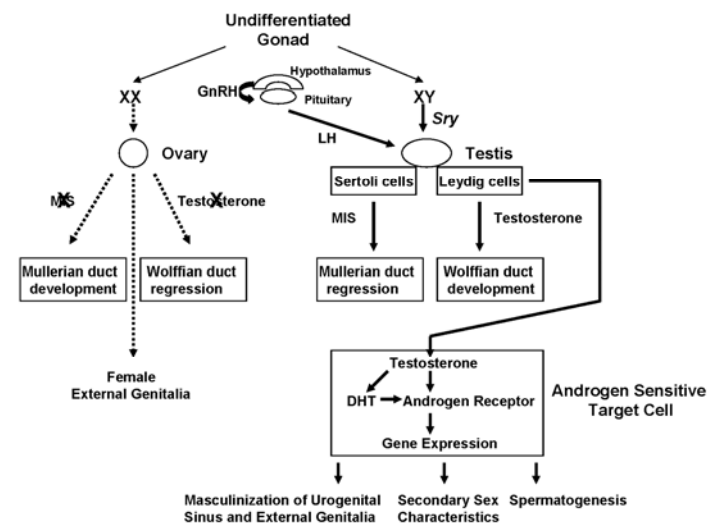 Undifferentiated
Gonad
Hypothalamus
GnRH
Pituitary
XX
XY
Sry
LH
Ovary
Testis
Sertoli cells
Leydig cells
MIS
Testosterone
MIS
Testosterone
Mullerian duct
development
Wolffian duct
regression
Mullerian duct
regression
Wolffian duct
development
Female
External Genitalia
Testosterone
DHT
Androgen Receptor
Gene Expression
Androgen Sensitive
Target Cell
Masculinization of Urogenital
Sinus and External Genitalia
Secondary Sex
Characteristics
Spermatogenesis